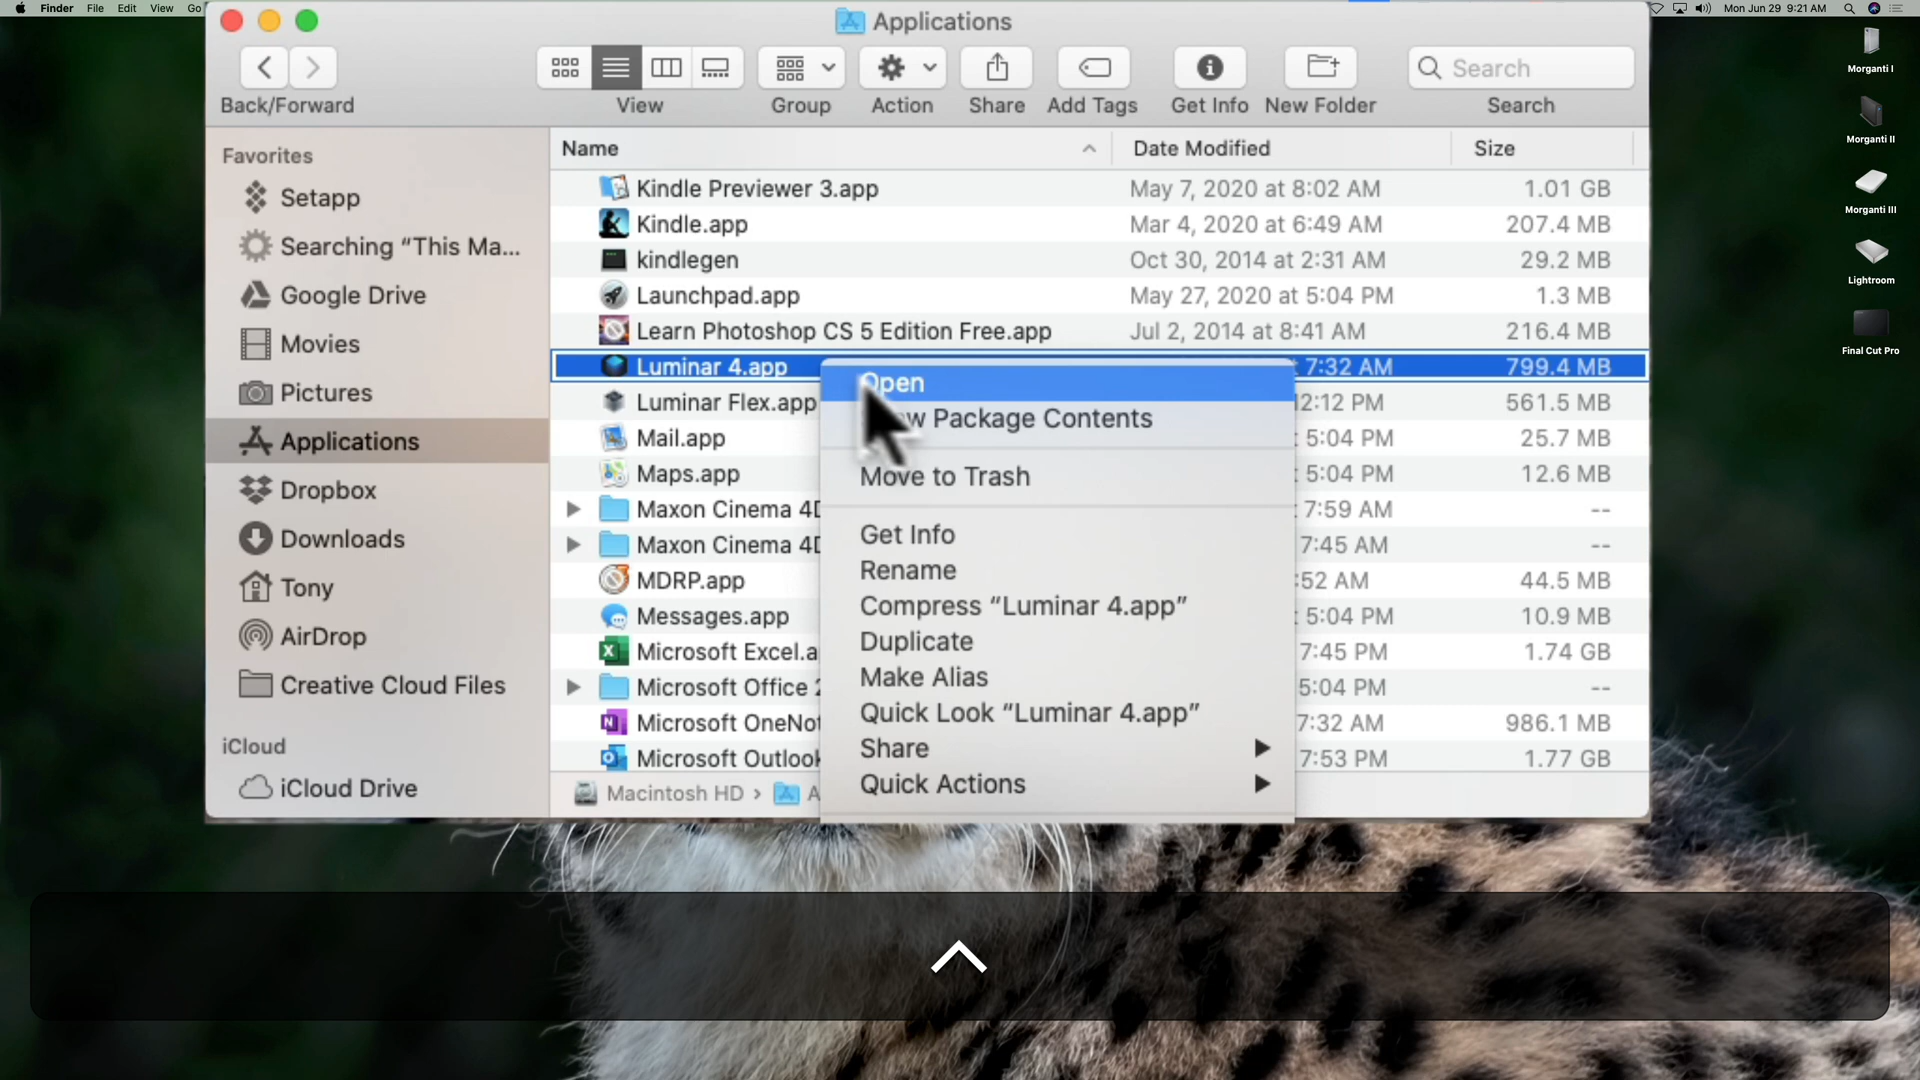 Finder File Edit View Go
Mon Jun 29 9:21 AM
Applications
Back/Forward
View
Group
Action
Share
Add Tags
Get Info
New Folder
Search
Search
Favorites
Setapp
Searching “This Ma...
Google Drive
Movies
Pictures
Applications
Dropbox
Downloads
Tony
AirDrop
Creative Cloud Files
iCloud
iCloud Drive
Name Date Modified Size
Kindle Previewer 3.app May 7, 2020 at 8:02 AM 1.01 GB
Kindle.app Mar 4, 2020 at 6:49 AM 207.4 MB
kindlegen Oct 30, 2014 at 2:31 AM 29.2 MB
Launchpad.app May 27, 2020 at 5:04 PM 1.3 MB
Learn Photoshop CS 5 Edition Free.app Jul 2, 2014 at 8:41 AM 216.4 MB
Luminar 4.app 7:32 AM 799.4 MB
Luminar Flex.app 12:12 PM 561.5 MB
Mail.app 5:04 PM 25.7 MB
Maps.app 5:04 PM 12.6 MB
Maxon Cinema 7:59 AM --
Maxon Cinema 7:45 AM --
MDRP.app :52 AM 44.5 MB
Messages.app 5:04 PM 10.9 MB
Microsoft Excel.a 7:45 PM 1.74 GB
Microsoft Office 5:04 PM --
Microsoft 7:32 AM 986.1 MB
Microsoft 7:53 PM 1.77 GB
Macintosh HD ›
Open
Package Contents
Move to Trash
Get Info
Rename
Compress “Luminar 4.app”
Duplicate
Make Alias
Quick Look “Luminar 4.app”
Share
Quick Actions
Morganti I
Morganti II
Morganti III
Lightroom
Final Cut Pro